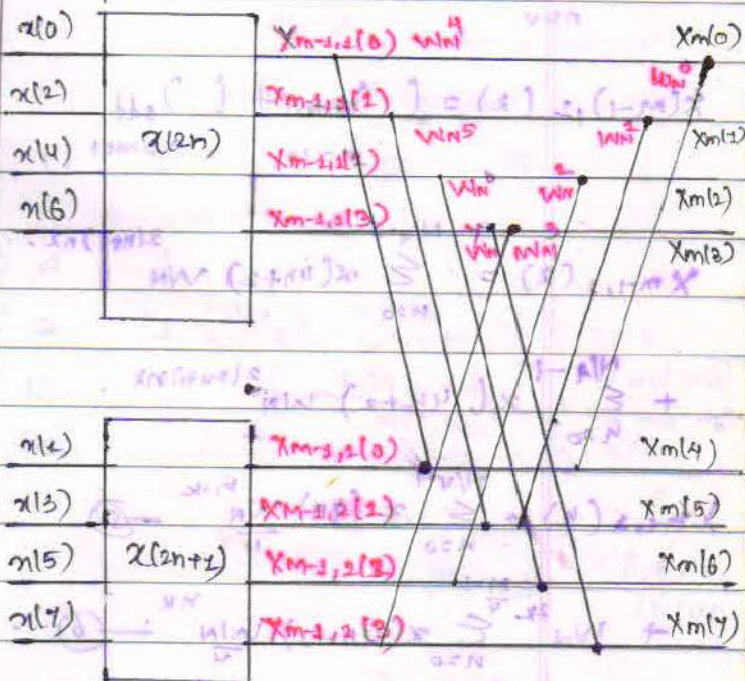 x(0) Xm-1,1(0) WN⁴ Xm(0)
WN⁰
x(2) Xm-1,1(1) WN⁵ WN¹ Xm(1)
x(2n)
x(4) Xm-1,1(1) WN⁶ WN² Xm(2)
x(6) Xm-1,1(3) WN⁷ WN³ Xm(3)
x(1) Xm-1,2(0) Xm(4)
x(3) Xm-1,2(1) Xm(5)
x(5) x(2n+1) Xm-1,2(2) Xm(6)
x(7) Xm-1,2(3) Xm(7)